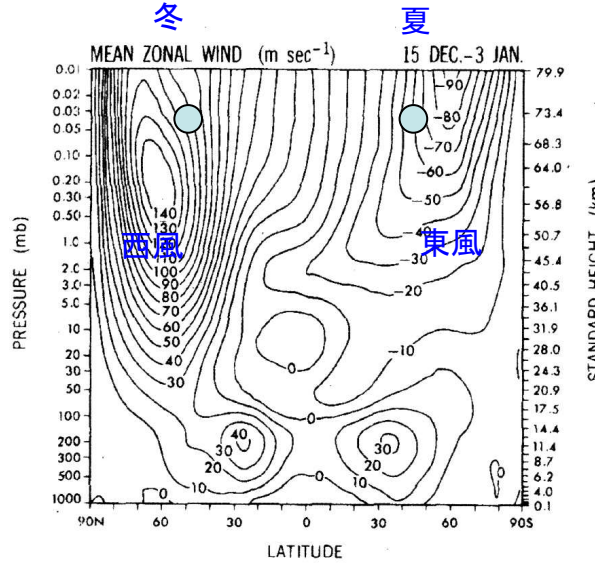 冬 夏
MEAN ZONAL WIND (m sec⁻¹) 15 DEC.-3 JAN.
0.01 -90 79.9
0.02
0.03 -80 73.4
0.05 -70 68.3
0.10 -60 64.0
0.20 -50 60.8
0.30
0.50 140 56.8
130 -40
1.0 西風 東風 50.7
110 -30
2.0 100 45.4
3.0 90 -20 40.5
5.0 80 36.1
70
10 60 31.9
50 -10
20 40 0 28.0
30 30 24.3
50 20.9
100 0 17.5
200 40 30 14.4
300 30 20 11.4
500 20 10 0 8.7
10 0 6.2
1000 0 4.0
0.1
90N 60 30 0 30 60 90S
LATITUDE
PRESSURE (mb)
STANDARD HEIGHT (km)